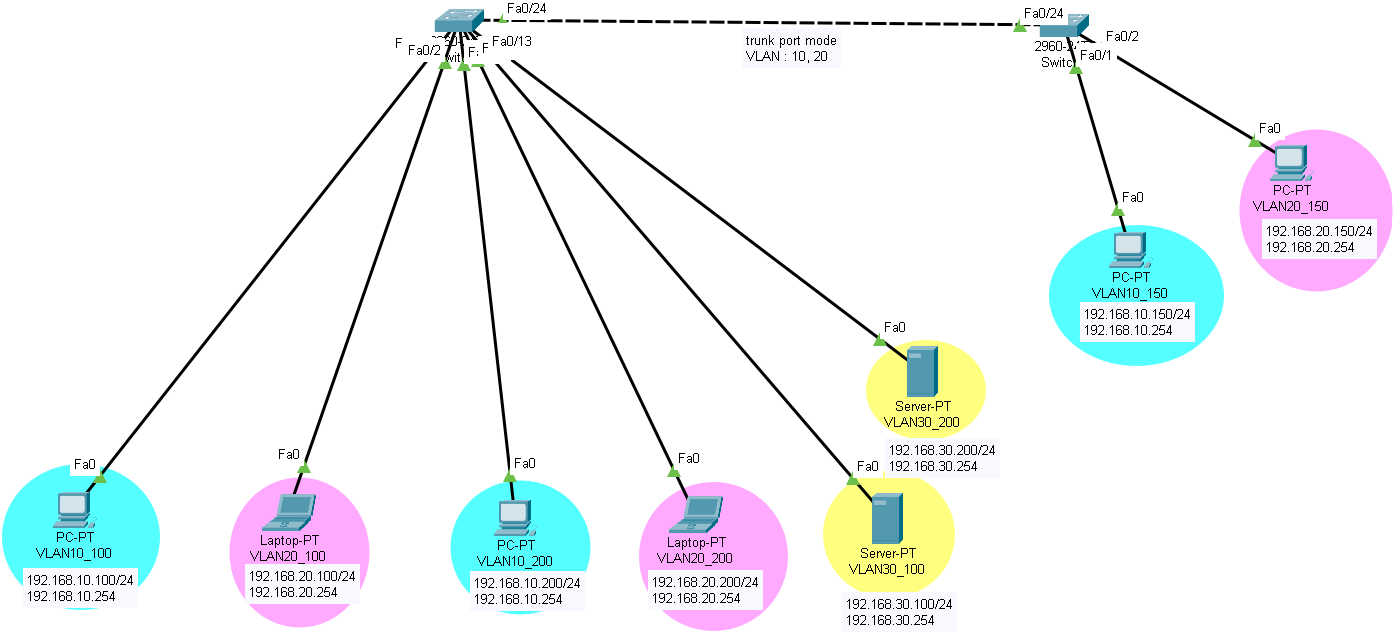 Fa0/24
Fa0/13
Fa0/2
trunk port mode
VLAN : 10, 20
Fa0/24
Fa0/2
Fa0/1
Fa0
PC-PT
VLAN20_150
192.168.20.150/24
192.168.20.254
Fa0
PC-PT
VLAN10_150
192.168.10.150/24
192.168.10.254
Fa0
Server-PT
VLAN30_200
192.168.30.200/24
192.168.30.254
Fa0
PC-PT
VLAN10_100
192.168.10.100/24
192.168.10.254
Fa0
Laptop-PT
VLAN20_100
192.168.20.100/24
192.168.20.254
Fa0
PC-PT
VLAN10_200
192.168.10.200/24
192.168.10.254
Fa0
Laptop-PT
VLAN20_200
192.168.20.200/24
192.168.20.254
Fa0
Server-PT
VLAN30_100
192.168.30.100/24
192.168.30.254